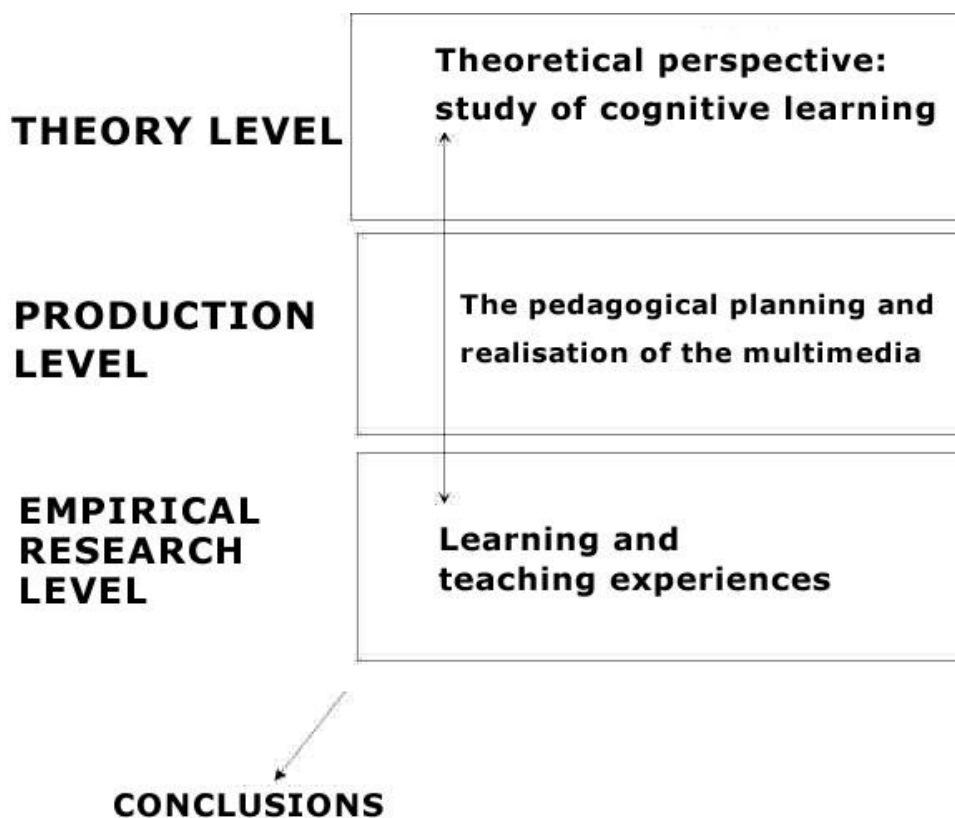 Theoretical perspective:
study of cognitive learning
THEORY LEVEL
The pedagogical planning and
realisation of the multimedia
PRODUCTION
LEVEL
EMPIRICAL
RESEARCH
LEVEL
Learning and
teaching experiences
CONCLUSIONS